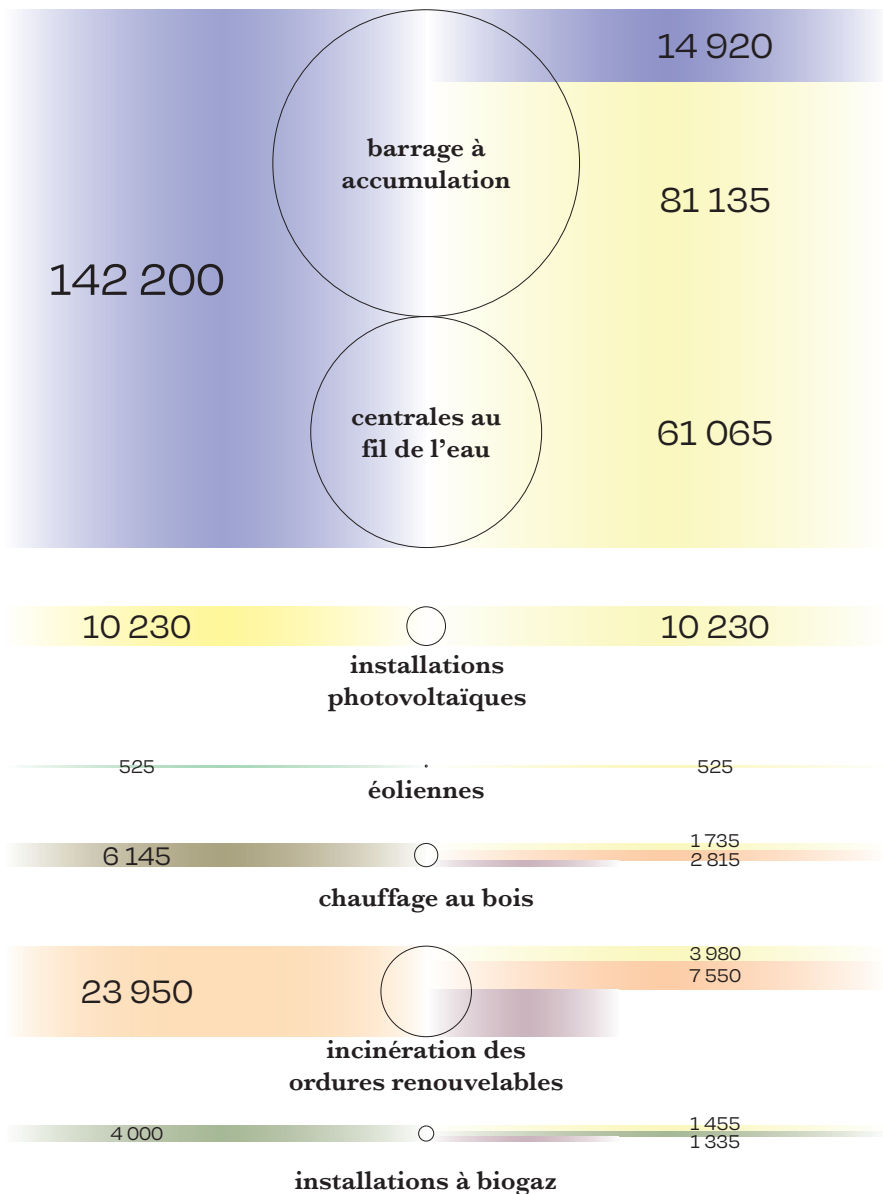 14 920
barrage à
accumulation
81 135
142 200
centrales au
fil de l’eau
61 065
10 230
10 230
installations
photovoltaïques
525
525
éoliennes
6 145
1 735
2 815
chauffage au bois
23 950
3 980
7 550
incinération des
ordures renouvelables
4 000
1 455
1 335
installations à biogaz